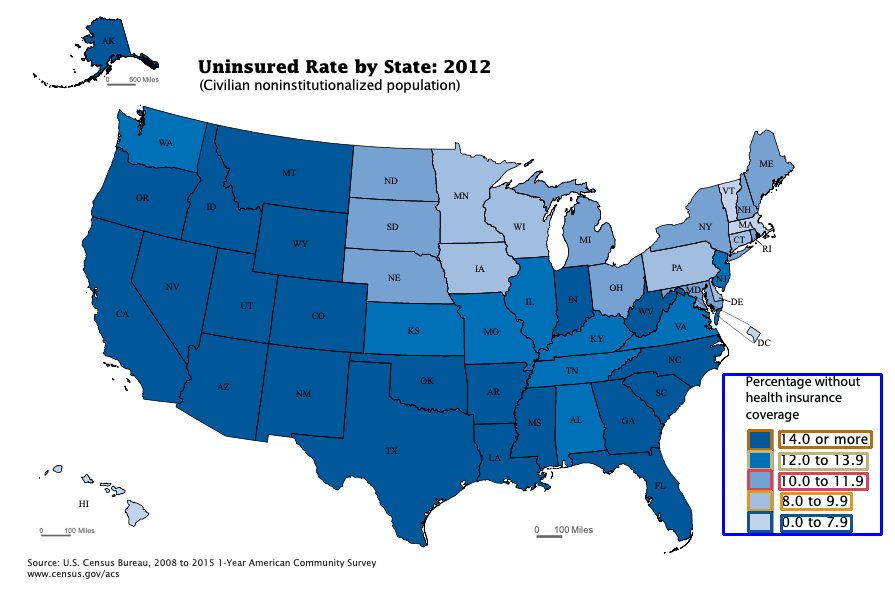 AK
0 500 Miles
Uninsured Rate by State: 2012
(Civilian noninstitutionalized population)
WA
MT
ND
MN
ME
VT
NH
OR
ID
WY
SD
WI
MI
NY
MA
CT
RI
NE
IA
PA
NJ
NV
UT
CO
CA
KS
MO
IL
IN
OH
MD
DE
WV
VA
KY
DC
AZ
NM
OK
AR
TN
NC
SC
TX
LA
MS
AL
GA
FL
HI
0 100 Miles
0 100 Miles
Percentage without
health insurance
coverage
14.0 or more
12.0 to 13.9
10.0 to 11.9
8.0 to 9.9
0.0 to 7.9
Source: U.S. Census Bureau, 2008 to 2015 1-Year American Community Survey
www.census.gov/acs